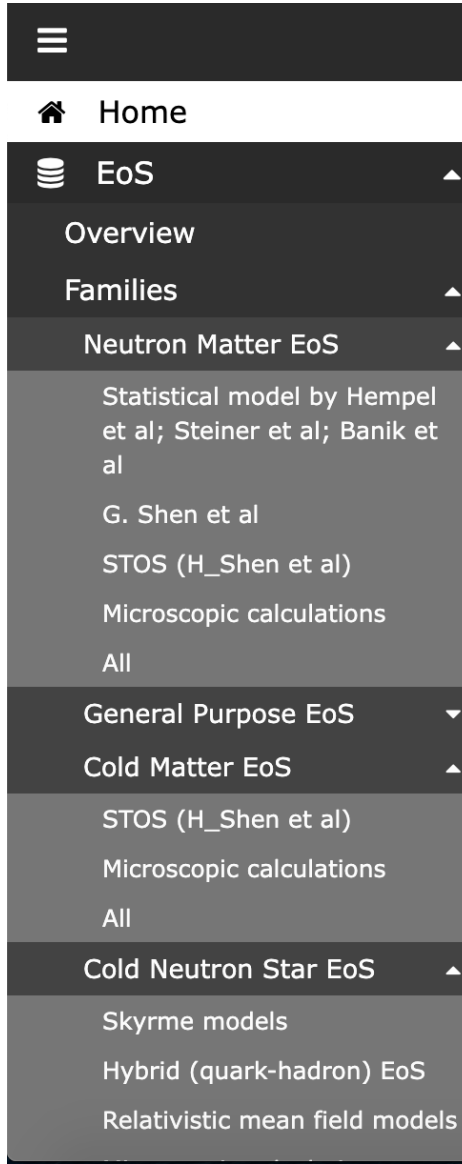 Home
EoS
Overview
Families
Neutron Matter EoS
Statistical model by Hempel
et al; Steiner et al; Banik et
al
G. Shen et al
STOS (H_Shen et al)
Microscopic calculations
All
General Purpose EoS
Cold Matter EoS
STOS (H_Shen et al)
Microscopic calculations
All
Cold Neutron Star EoS
Skyrme models
Hybrid (quark-hadron) EoS
Relativistic mean field models